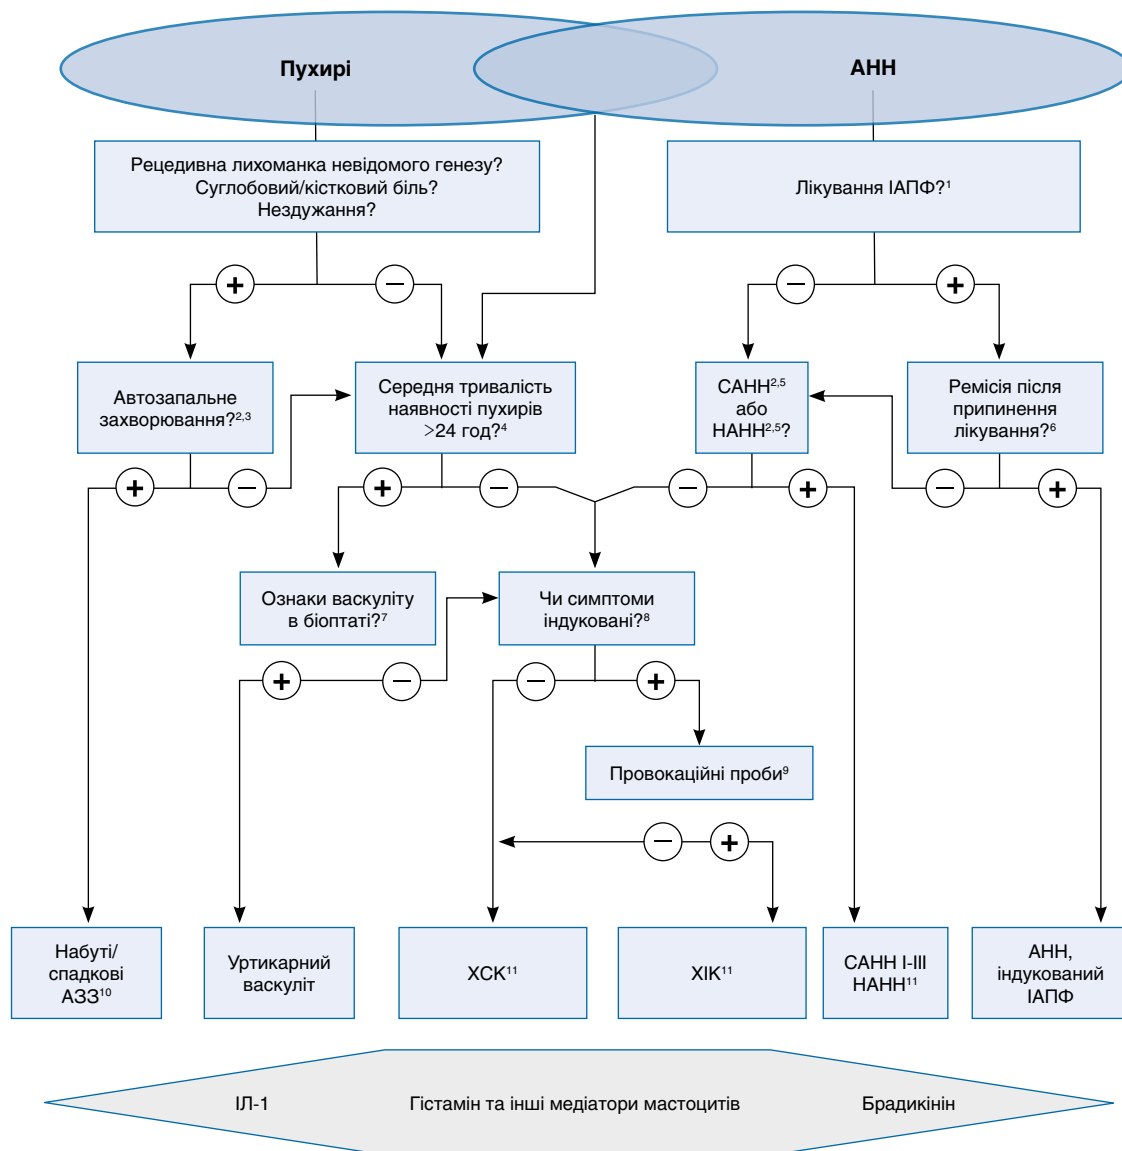 Пухирі
АНН
Рецедивна лихоманка невідомого генезу?
Суглобовий/кістковий біль?
Нездужання?
Лікування ІАПФ?¹
+
−
−
+
Автозапальне
захворювання?²,³
Середня тривалість
наявності пухирів
>24 год?⁴
САНН²,⁵
або
НАНН²,⁵?
Ремісія після
припинення
лікування?⁶
+
−
+
−
−
+
−
+
Ознаки васкуліту
в біоптаті?⁷
Чи симптоми
індуковані?⁸
+
−
−
+
Провокаційні проби⁹
−
+
Набуті/
спадкові
АЗЗ¹⁰
Уртикарний
васкуліт
ХСК¹¹
ХІК¹¹
САНН I-III
НАНН¹¹
АНН,
індукований
ІАПФ
ІЛ-1
Гістамін та інші медіатори мастоцитів
Брадикінін